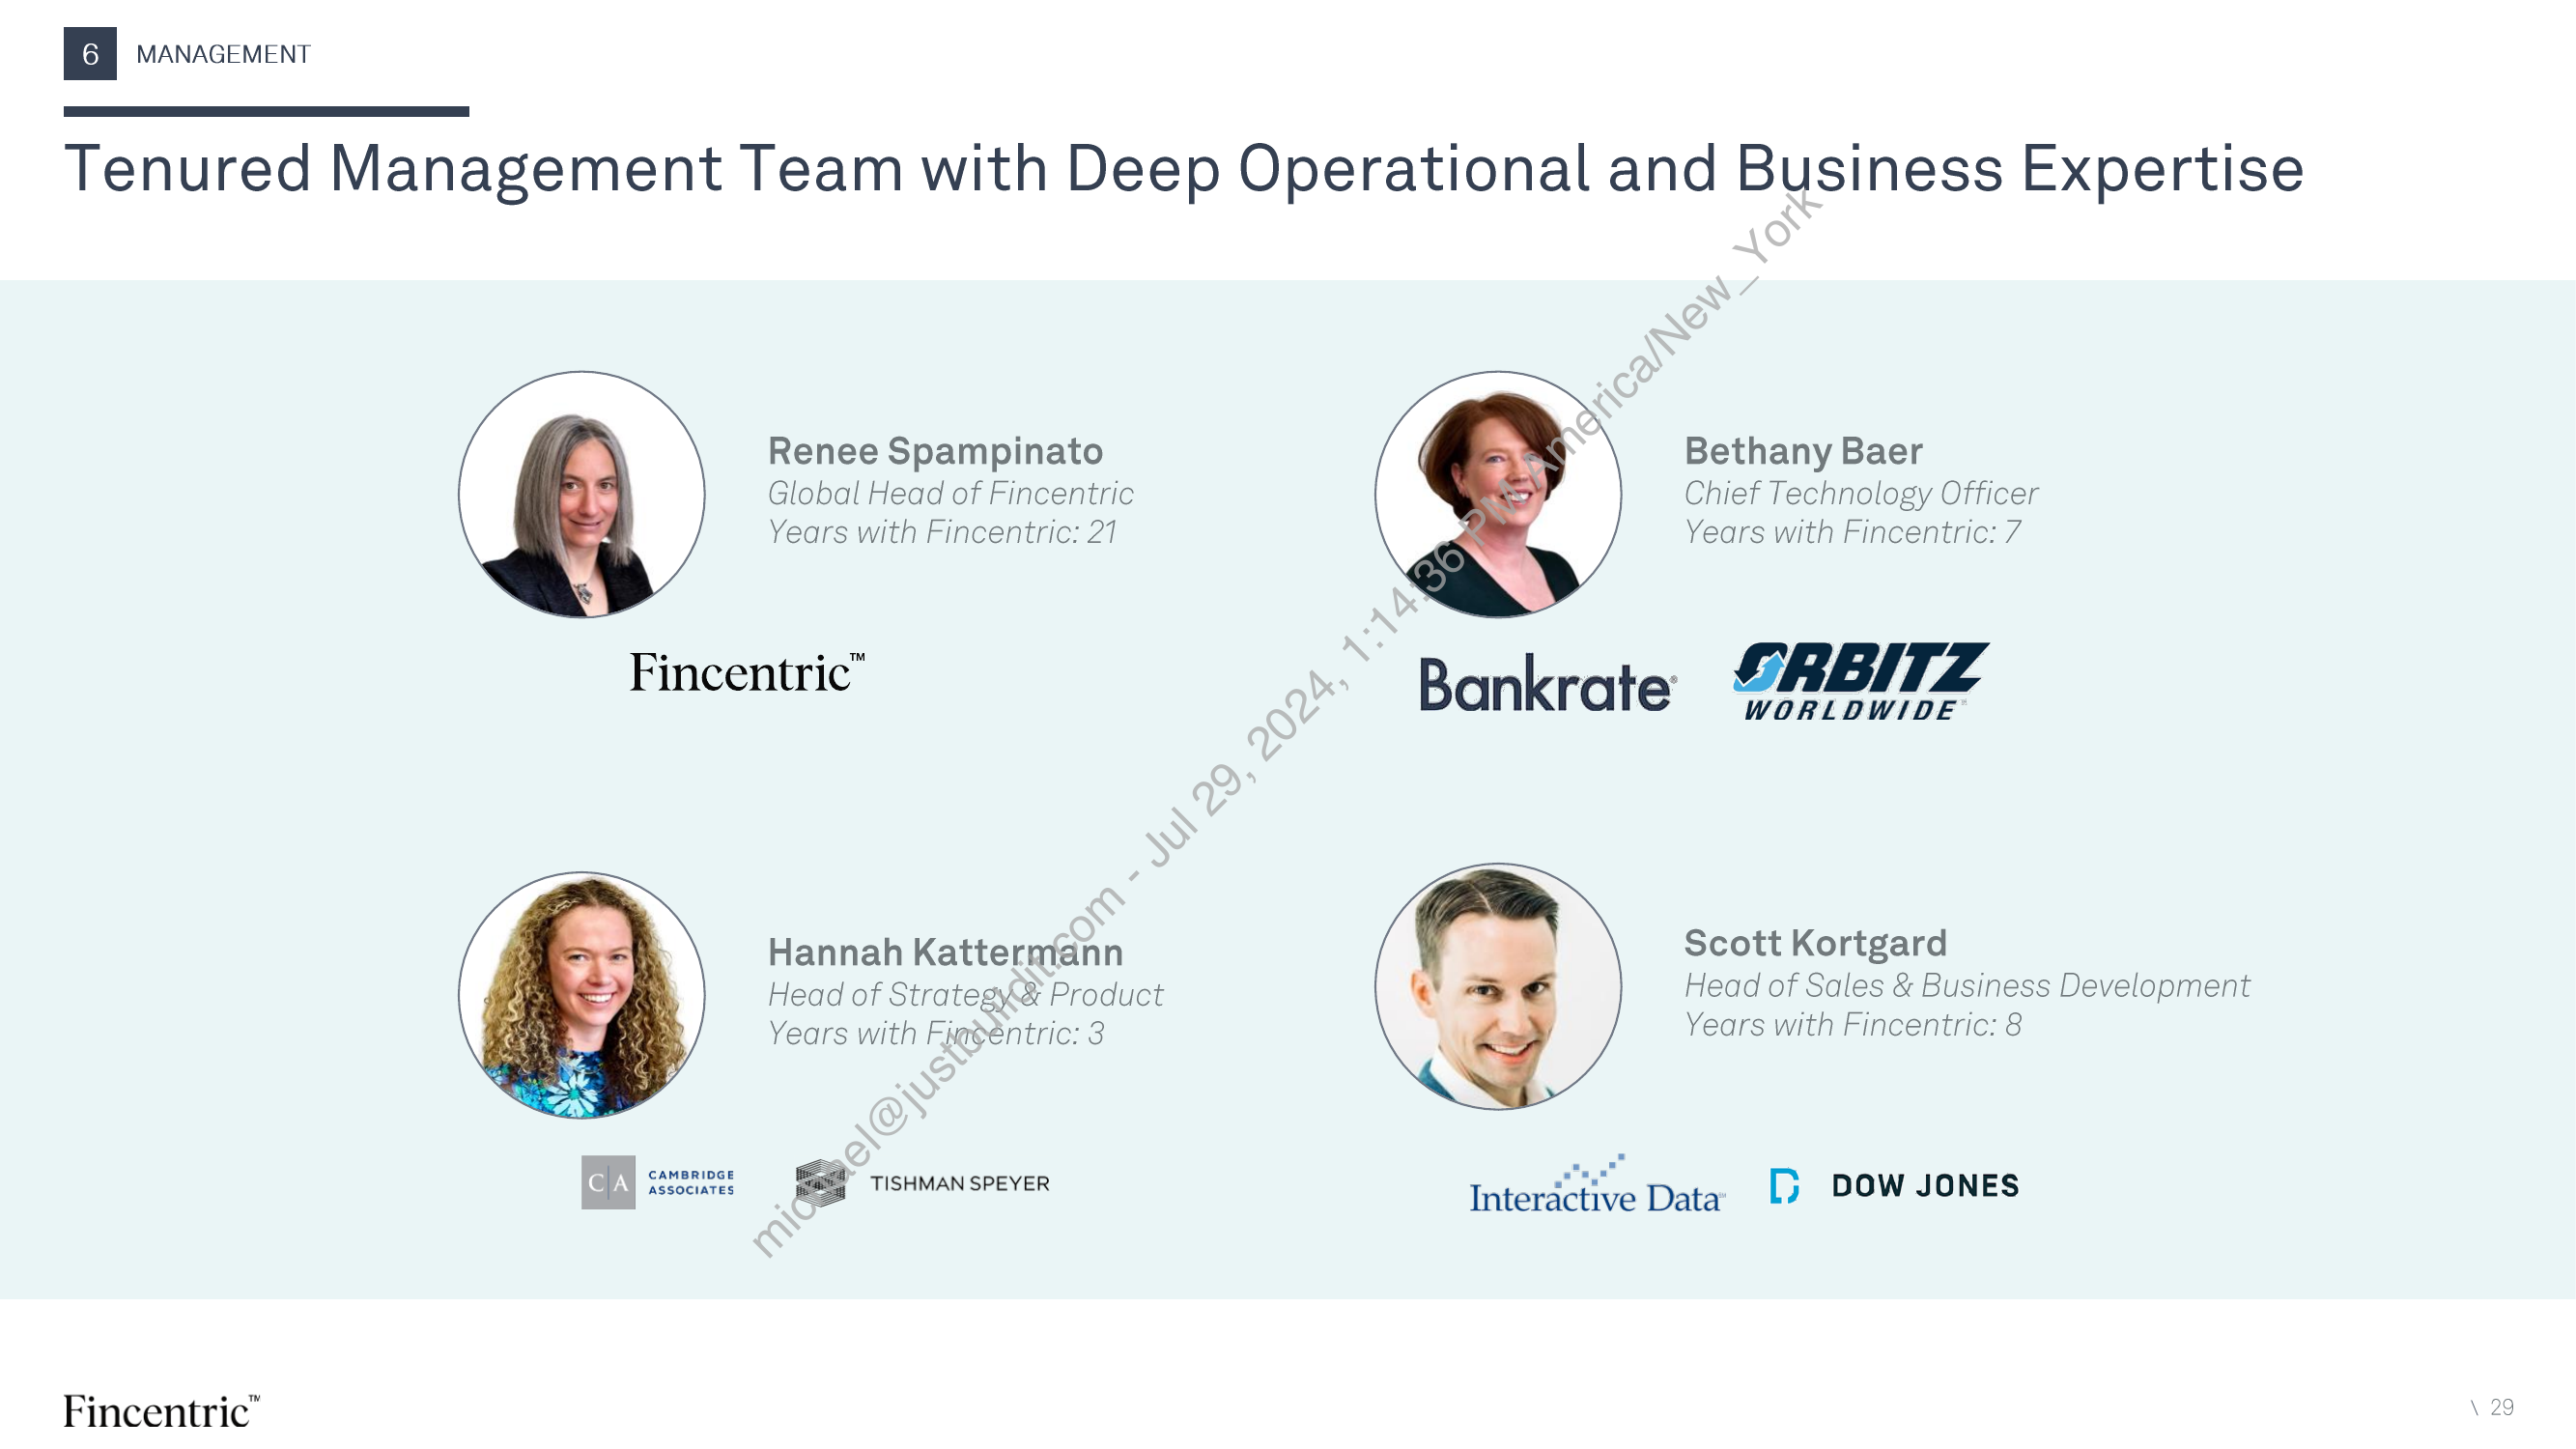 6 MANAGEMENT
Tenured Management Team with Deep Operational and Business Expertise
Renee Spampinato
Global Head of Fincentric
Years with Fincentric: 21
Fincentric™
Bethany Baer
Chief Technology Officer
Years with Fincentric: 7
Bankrate®
ORBITZ
WORLDWIDE
Hannah Kattermann
Head of Strategy & Product
Years with Fincentric: 3
C|A
CAMBRIDGE
ASSOCIATES
TISHMAN SPEYER
Scott Kortgard
Head of Sales & Business Development
Years with Fincentric: 8
Interactive Data
DOW JONES
michael@justbuildit.com - Jul 29, 2024, 1:14:36 PM America/New_York
Fincentric™
\ 29